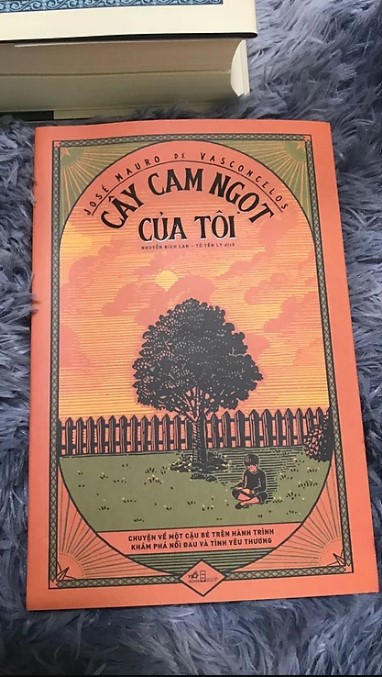 JOSÉ MAURO DE VASCONCELOS
CÂY CAM NGỌT
CỦA TÔI
NGUYỄN BÍCH LAN - TÔ YẾN LY dịch
CHUYỆN VỀ MỘT CẬU BÉ TRÊN HÀNH TRÌNH
KHÁM PHÁ NỖI ĐAU VÀ TÌNH YÊU THƯƠNG